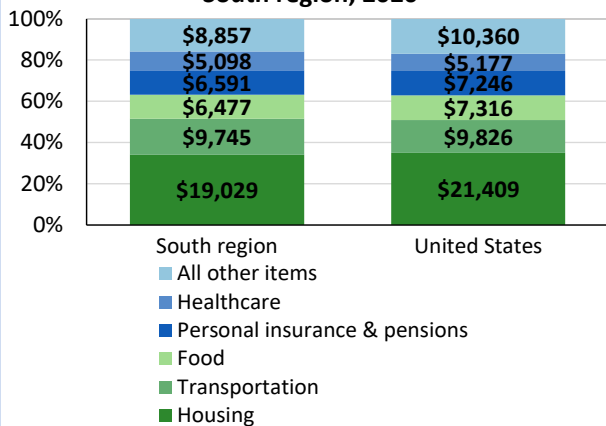 South region, 2020
100%
80%
60%
40%
20%
0%
$8,857
$5,098
$6,591
$6,477
$9,745
$19,029
$10,360
$5,177
$7,246
$7,316
$9,826
$21,409
South region
United States
All other items
Healthcare
Personal insurance & pensions
Food
Transportation
Housing